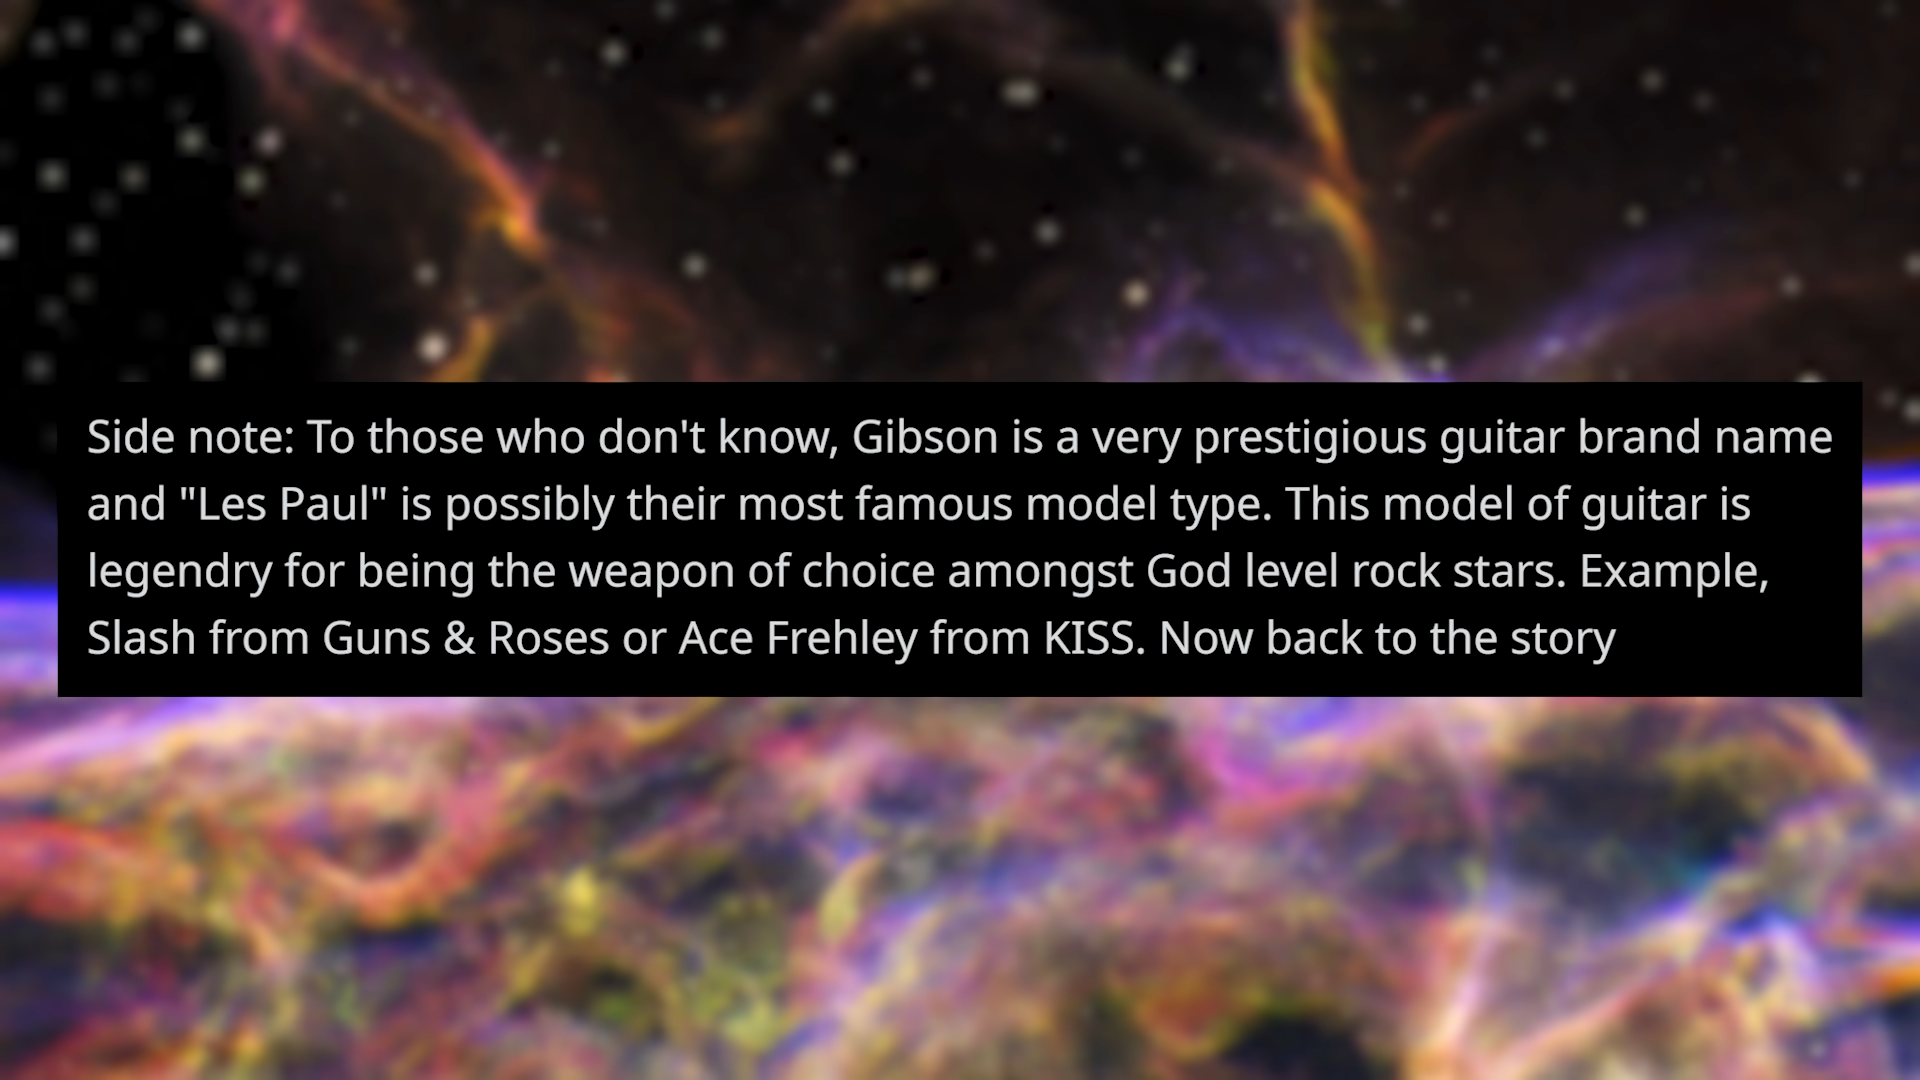 Side note: To those who don't know, Gibson is a very prestigious guitar brand name
and "Les Paul" is possibly their most famous model type. This model of guitar is
legendry for being the weapon of choice amongst God level rock stars. Example,
Slash from Guns & Roses or Ace Frehley from KISS. Now back to the story